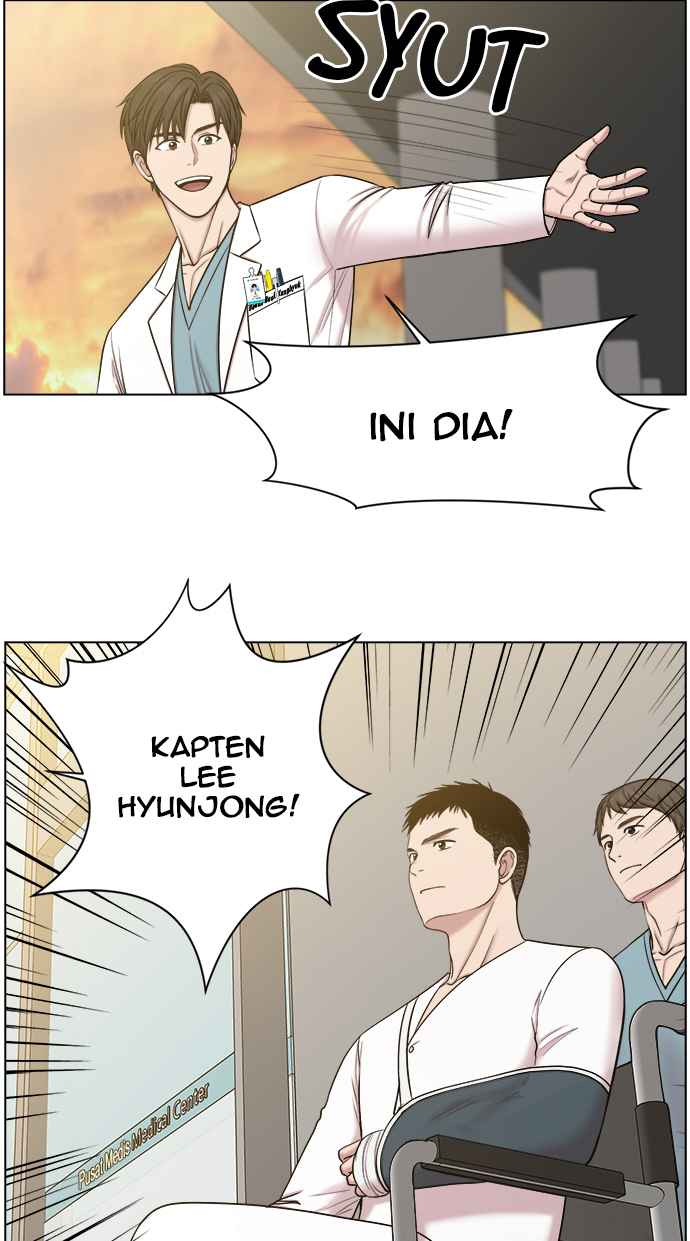 SYUT
INI DIA!
KAPTEN
LEE
HYUNJONG!
Pusat Medis Medical Center